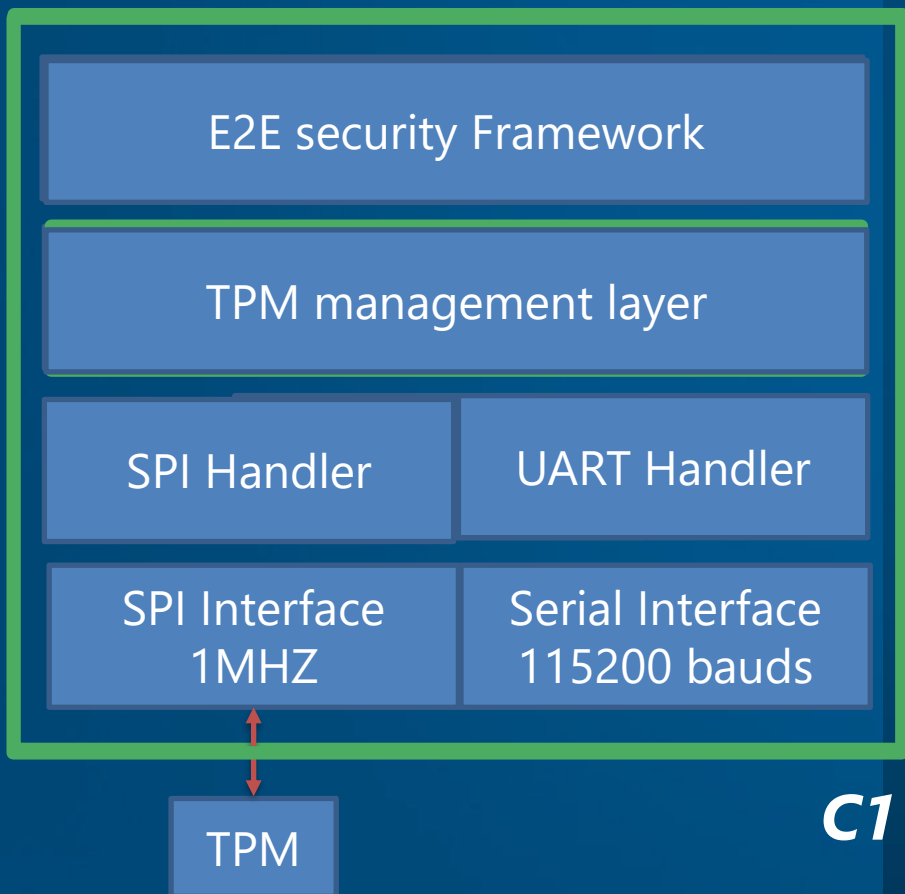 E2E security Framework
TPM management layer
SPI Handler
UART Handler
SPI Interface
1MHZ
Serial Interface
115200 bauds
TPM
C1